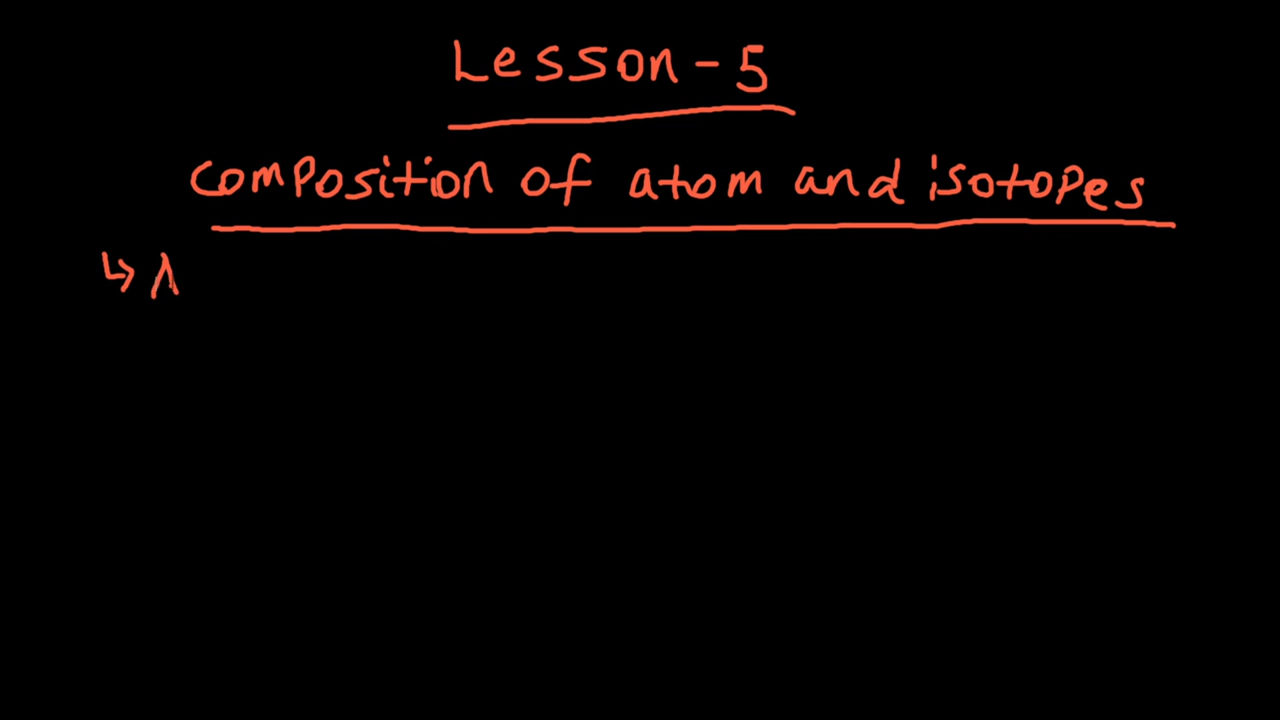 Lesson - 5
composition of atom and isotopes